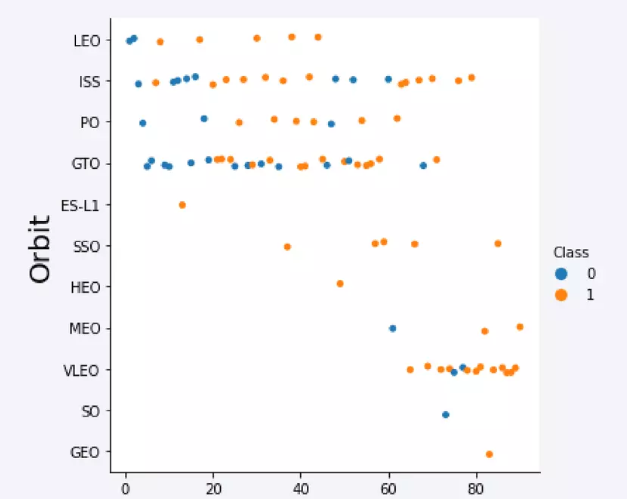 LEO
ISS
PO
GTO
ES-L1
SSO
HEO
MEO
VLEO
SO
GEO
Orbit
0 20 40 60 80
Class
0
1